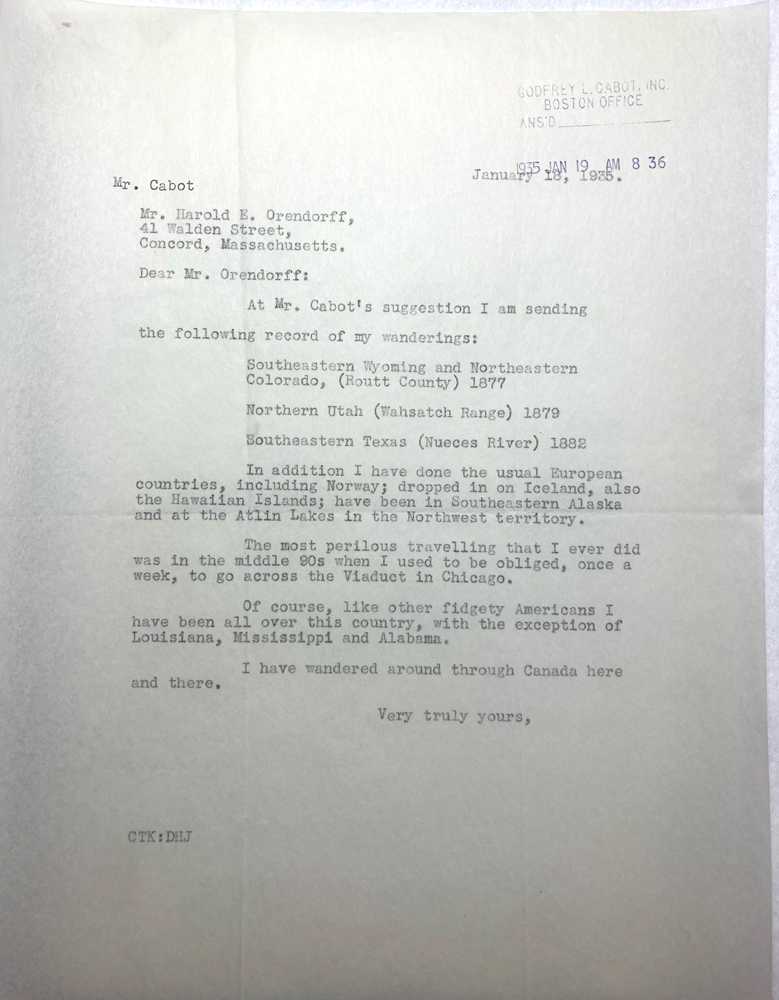 GODFREY L. CABOT, INC.
BOSTON OFFICE
ANS'D
1935 JAN 19 AM 8 36
January 18, 1935.
Mr. Cabot
Mr. Harold E. Orendorff,
41 Walden Street,
Concord, Massachusetts.
Dear Mr. Orendorff:
At Mr. Cabot's suggestion I am sending
the following record of my wanderings:
Southeastern Wyoming and Northeastern
Colorado, (Routt County) 1877
Northern Utah (Wahsatch Range) 1879
Southeastern Texas (Nueces River) 1882
In addition I have done the usual European
countries, including Norway; dropped in on Iceland, also
the Hawaiian Islands; have been in Southeastern Alaska
and at the Atlin Lakes in the Northwest territory.
The most perilous travelling that I ever did
was in the middle 90s when I used to be obliged, once a
week, to go across the Viaduct in Chicago.
Of course, like other fidgety Americans I
have been all over this country, with the exception of
Louisiana, Mississippi and Alabama.
I have wandered around through Canada here
and there.
Very truly yours,
CTK:DHJ